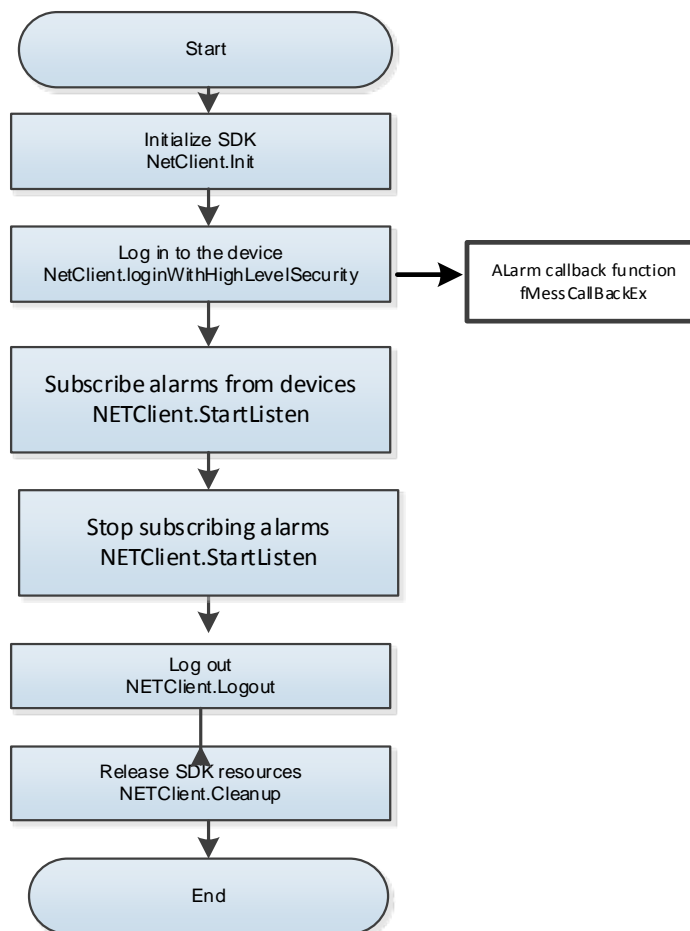 Start
Initialize SDK
NetClient.Init
Log in to the device
NetClient.loginWithHighLevelSecurity
ALarm callback function
fMessCallBackEx
Subscribe alarms from devices
NETClient.StartListen
Stop subscribing alarms
NETClient.StartListen
Log out
NETClient.Logout
Release SDK resources
NETClient.Cleanup
End